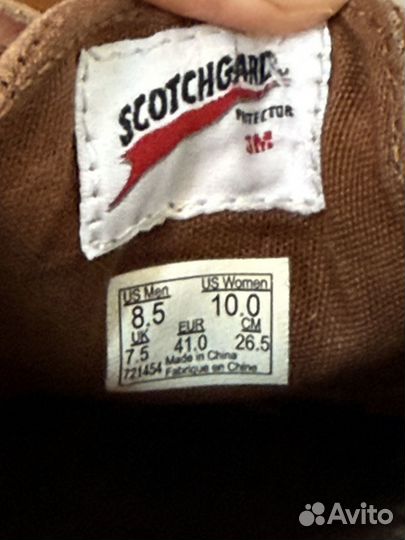 SCOTCHGARD
PROTECTOR
3M
US Men US Women
8.5 10.0
UK EUR CM
7.5 41.0 26.5
721454 Made in China
Fabriqué en Chine
Avito